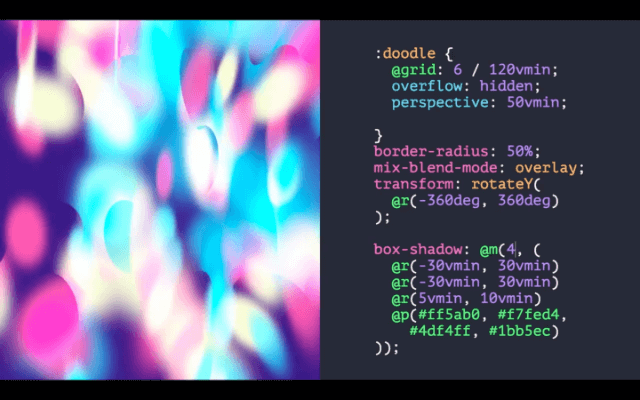 :doodle {
@grid: 6 / 120vmin;
overflow: hidden;
perspective: 50vmin;
}
border-radius: 50%;
mix-blend-mode: overlay;
transform: rotateY(
@r(-360deg, 360deg)
);
box-shadow: @m(4, (
@r(-30vmin, 30vmin)
@r(-30vmin, 30vmin)
@r(5vmin, 10vmin)
@p(#ff5ab0, #f7fed4,
#4df4ff, #1bb5ec)
));